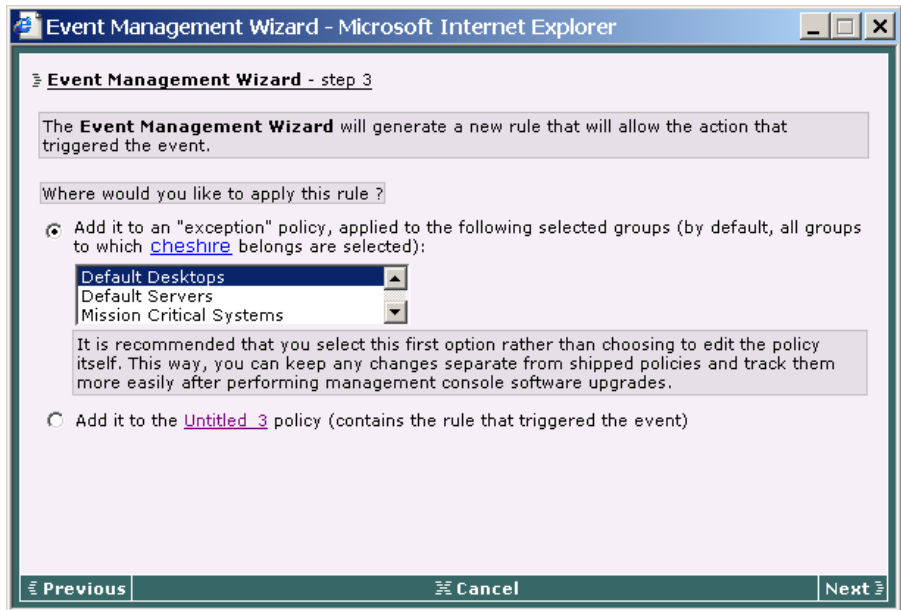 Event Management Wizard - Microsoft Internet Explorer
Event Management Wizard - step 3
The Event Management Wizard will generate a new rule that will allow the action that
triggered the event.
Where would you like to apply this rule ?
Add it to an "exception" policy, applied to the following selected groups (by default, all groups
to which cheshire belongs are selected):
Default Desktops
Default Servers
Mission Critical Systems
It is recommended that you select this first option rather than choosing to edit the policy
itself. This way, you can keep any changes separate from shipped policies and track them
more easily after performing management console software upgrades.
Add it to the Untitled_3 policy (contains the rule that triggered the event)
Previous
Cancel
Next